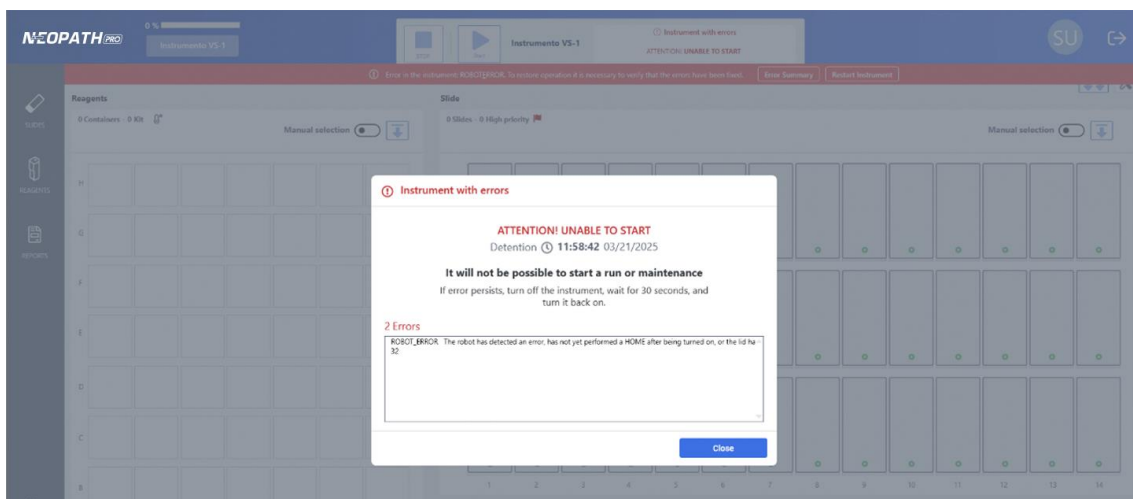 NEOPATH PRO
0 %
Instrumento VS-1
STOP
Start
Instrumento VS-1
Instrument with errors
ATTENTION! UNABLE TO START
SU
Error in the instrument: ROBOT_ERROR. To restore operation it is necessary to verify that the errors have been fixed.
Error Summary
Restart Instrument
SLIDES
REAGENTS
REPORTS
Reagents
0 Containers - 0 Kit
Manual selection
Slide
0 Slides - 0 High priority
Manual selection
H
G
F
E
D
C
B
Instrument with errors
ATTENTION! UNABLE TO START
Detention 11:58:42 03/21/2025
It will not be possible to start a run or maintenance
If error persists, turn off the instrument, wait for 30 seconds, and
turn it back on.
2 Errors
ROBOT_ERROR. The robot has detected an error, has not yet performed a HOME after being turned on, or the lid ha
32
Close
1 2 3 4 5 6 7 8 9 10 11 12 13 14